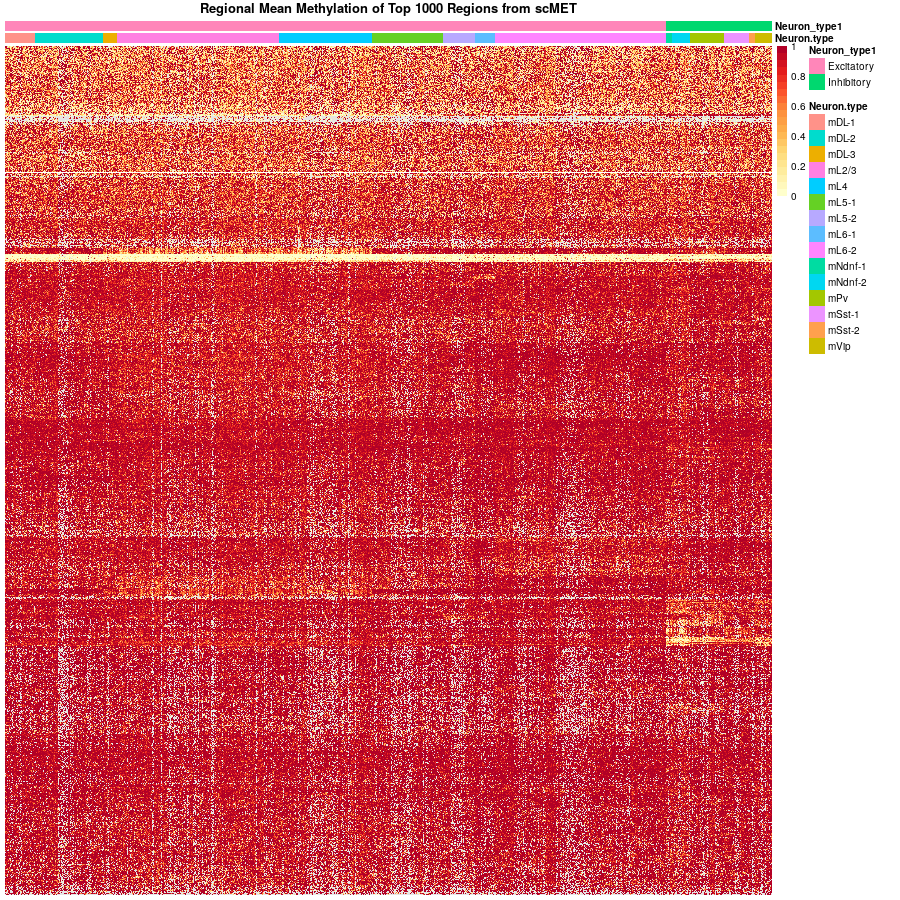 Regional Mean Methylation of Top 1000 Regions from scMET
Neuron_type1
Neuron.type
1
0.8
0.6
0.4
0.2
0
Neuron_type1
Excitatory
Inhibitory
Neuron.type
mDL-1
mDL-2
mDL-3
mL2/3
mL4
mL5-1
mL5-2
mL6-1
mL6-2
mNdnf-1
mNdnf-2
mPv
mSst-1
mSst-2
mVip